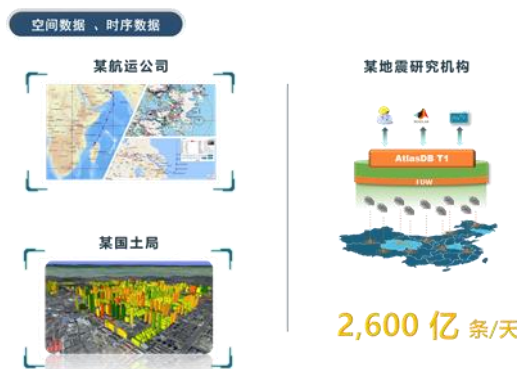 空间数据 、时序数据
某航运公司
某地震研究机构
AtlasDB T1
某国土局
2,600 亿 条/天